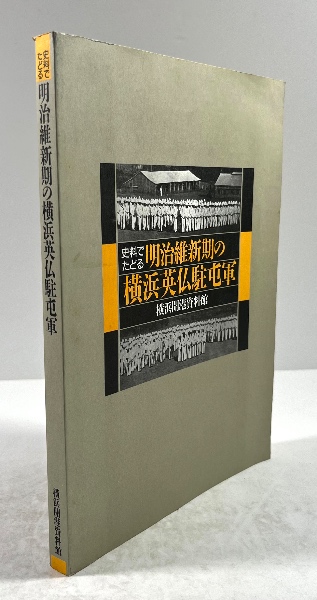 史料で
たどる
明治維新期の横浜英仏駐屯軍
横浜開港資料館
史料で
たどる
明治維新期の
横浜英仏駐屯軍
横浜開港資料館